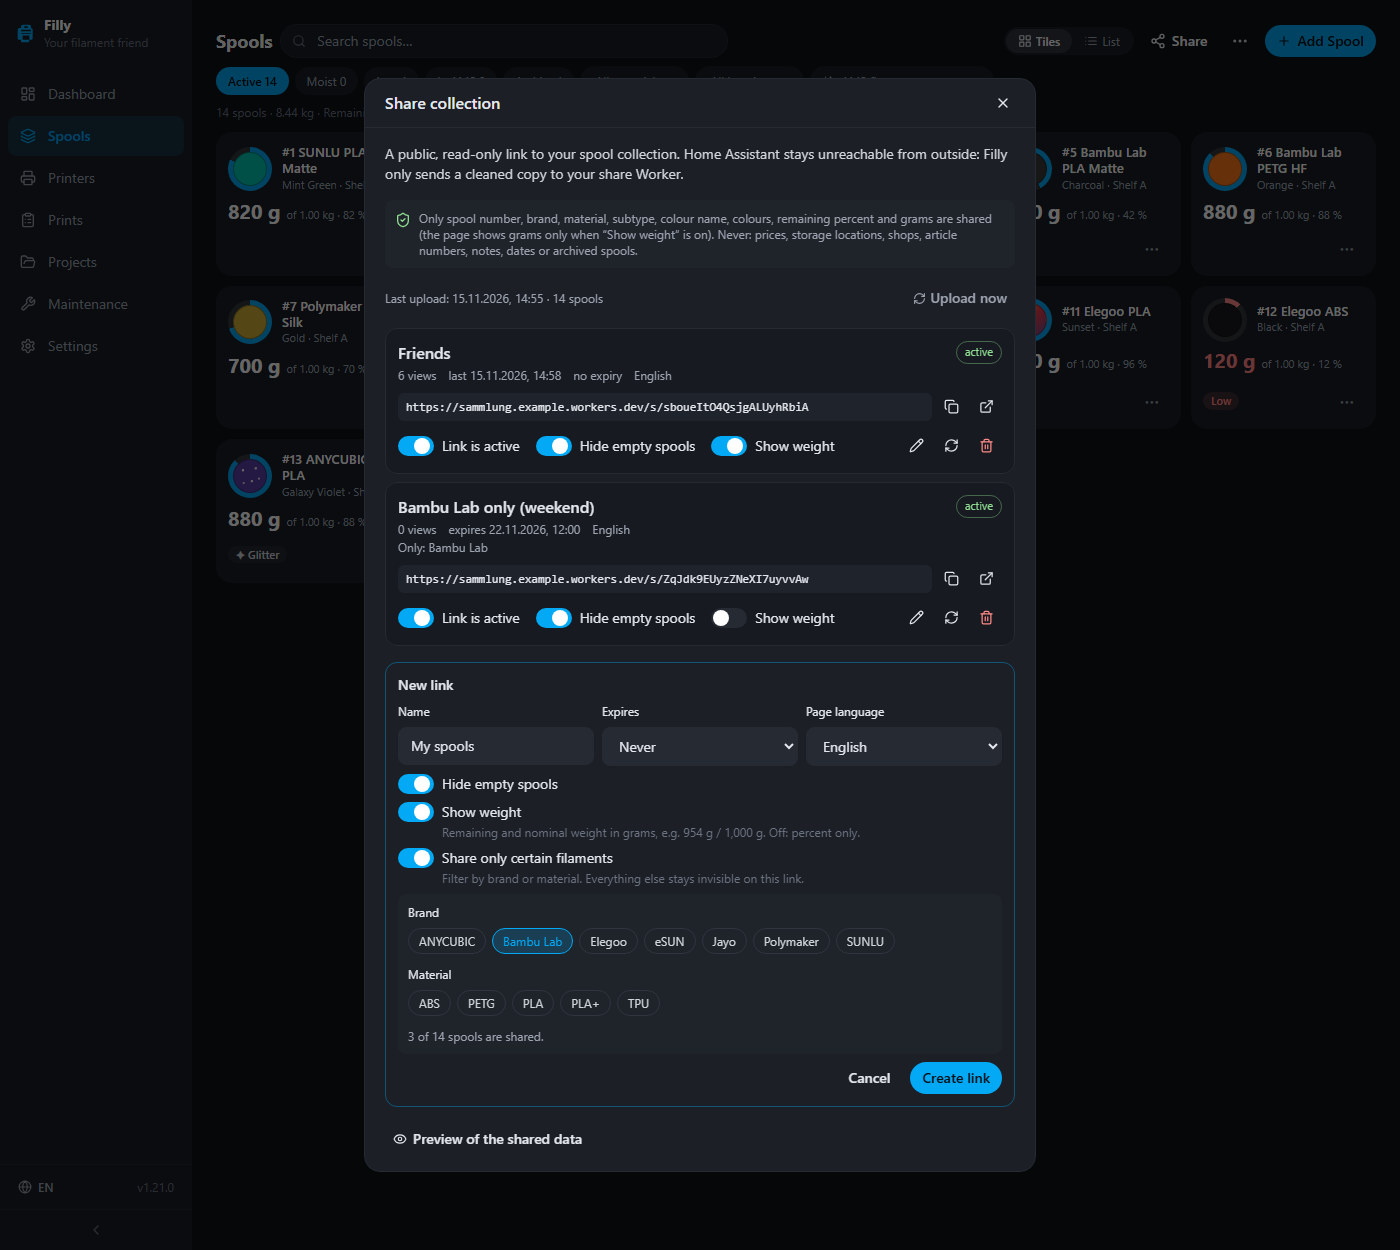 Filly
Your filament friend
Dashboard
Spools
Printers
Prints
Projects
Maintenance
Settings
EN
v1.21.0
Spools
Search spools...
Tiles
List
Share
Add Spool
Active 14
Moist 0
14 spools · 8.44 kg ·
#1 SUNLU PLA
Matte
Mint Green ·
820 g of 1.00 kg · 82 %
#5 Bambu Lab
PLA Matte
Charcoal · Shelf A
g of 1.00 kg · 42 %
#6 Bambu Lab
PETG HF
Orange · Shelf A
880 g of 1.00 kg · 88 %
#7 Polymaker
Silk
Gold · Shelf A
700 g of 1.00 kg · 70 %
#11 Elegoo PLA
Sunset · Shelf A
g of 1.00 kg · 96 %
#12 Elegoo ABS
Black · Shelf A
120 g of 1.00 kg · 12 %
Low
#13 ANYCUBIC
PLA
Galaxy Violet ·
880 g of 1.00 kg · 88 %
Glitter
Share collection
A public, read-only link to your spool collection. Home Assistant stays unreachable from outside: Filly
only sends a cleaned copy to your share Worker.
Only spool number, brand, material, subtype, colour name, colours, remaining percent and grams are shared
(the page shows grams only when “Show weight” is on). Never: prices, storage locations, shops, article
numbers, notes, dates or archived spools.
Last upload: 15.11.2026, 14:55 · 14 spools
Upload now
Friends
active
6 views last 15.11.2026, 14:58 no expiry English
https://sammlung.example.workers.dev/s/sboueItO4QsjgALUyhRbiA
Link is active
Hide empty spools
Show weight
Bambu Lab only (weekend)
active
0 views expires 22.11.2026, 12:00 English
Only: Bambu Lab
https://sammlung.example.workers.dev/s/ZqJdk9EUyzZNeXI7uyvvAw
Link is active
Hide empty spools
Show weight
New link
Name
Expires
Page language
My spools
Never
English
Hide empty spools
Show weight
Remaining and nominal weight in grams, e.g. 954 g / 1,000 g. Off: percent only.
Share only certain filaments
Filter by brand or material. Everything else stays invisible on this link.
Brand
ANYCUBIC
Bambu Lab
Elegoo
eSUN
Jayo
Polymaker
SUNLU
Material
ABS
PETG
PLA
PLA+
TPU
3 of 14 spools are shared.
Cancel
Create link
Preview of the shared data